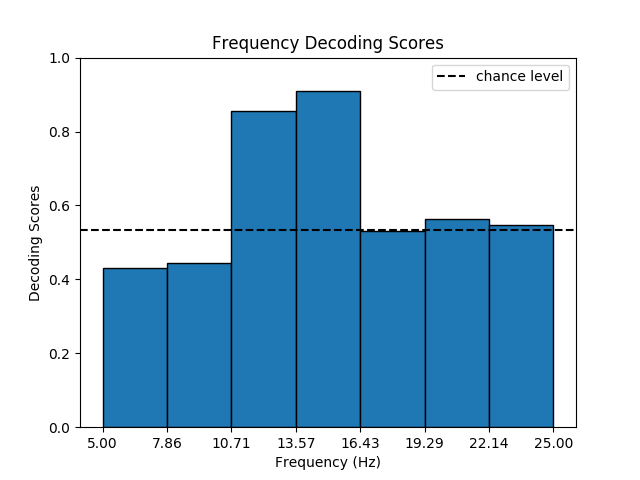 Frequency Decoding Scores
chance level
1.0
0.8
0.6
0.4
0.2
0.0
Decoding Scores
5.00 7.86 10.71 13.57 16.43 19.29 22.14 25.00
Frequency (Hz)